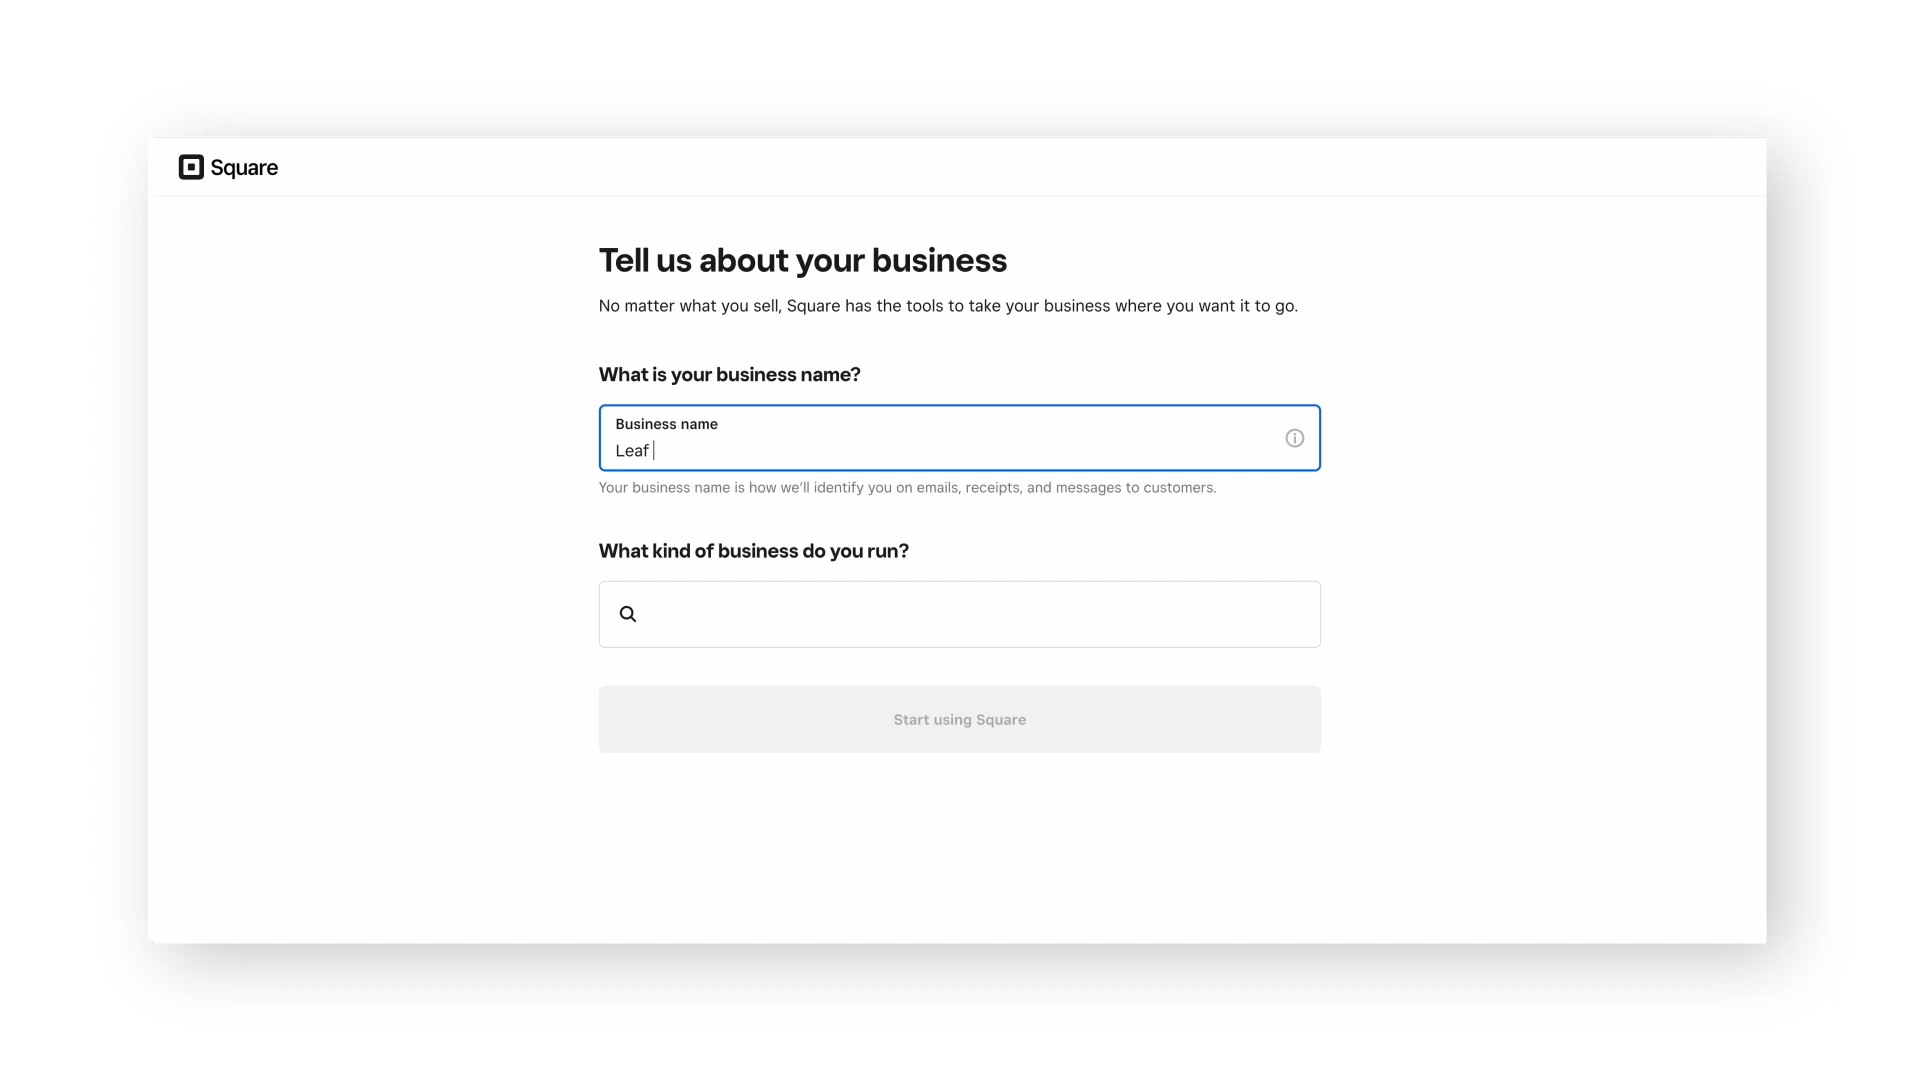 Square
Tell us about your business
No matter what you sell, Square has the tools to take your business where you want it to go.
What is your business name?
Business name
Leaf
Your business name is how we'll identify you on emails, receipts, and messages to customers.
What kind of business do you run?
Start using Square